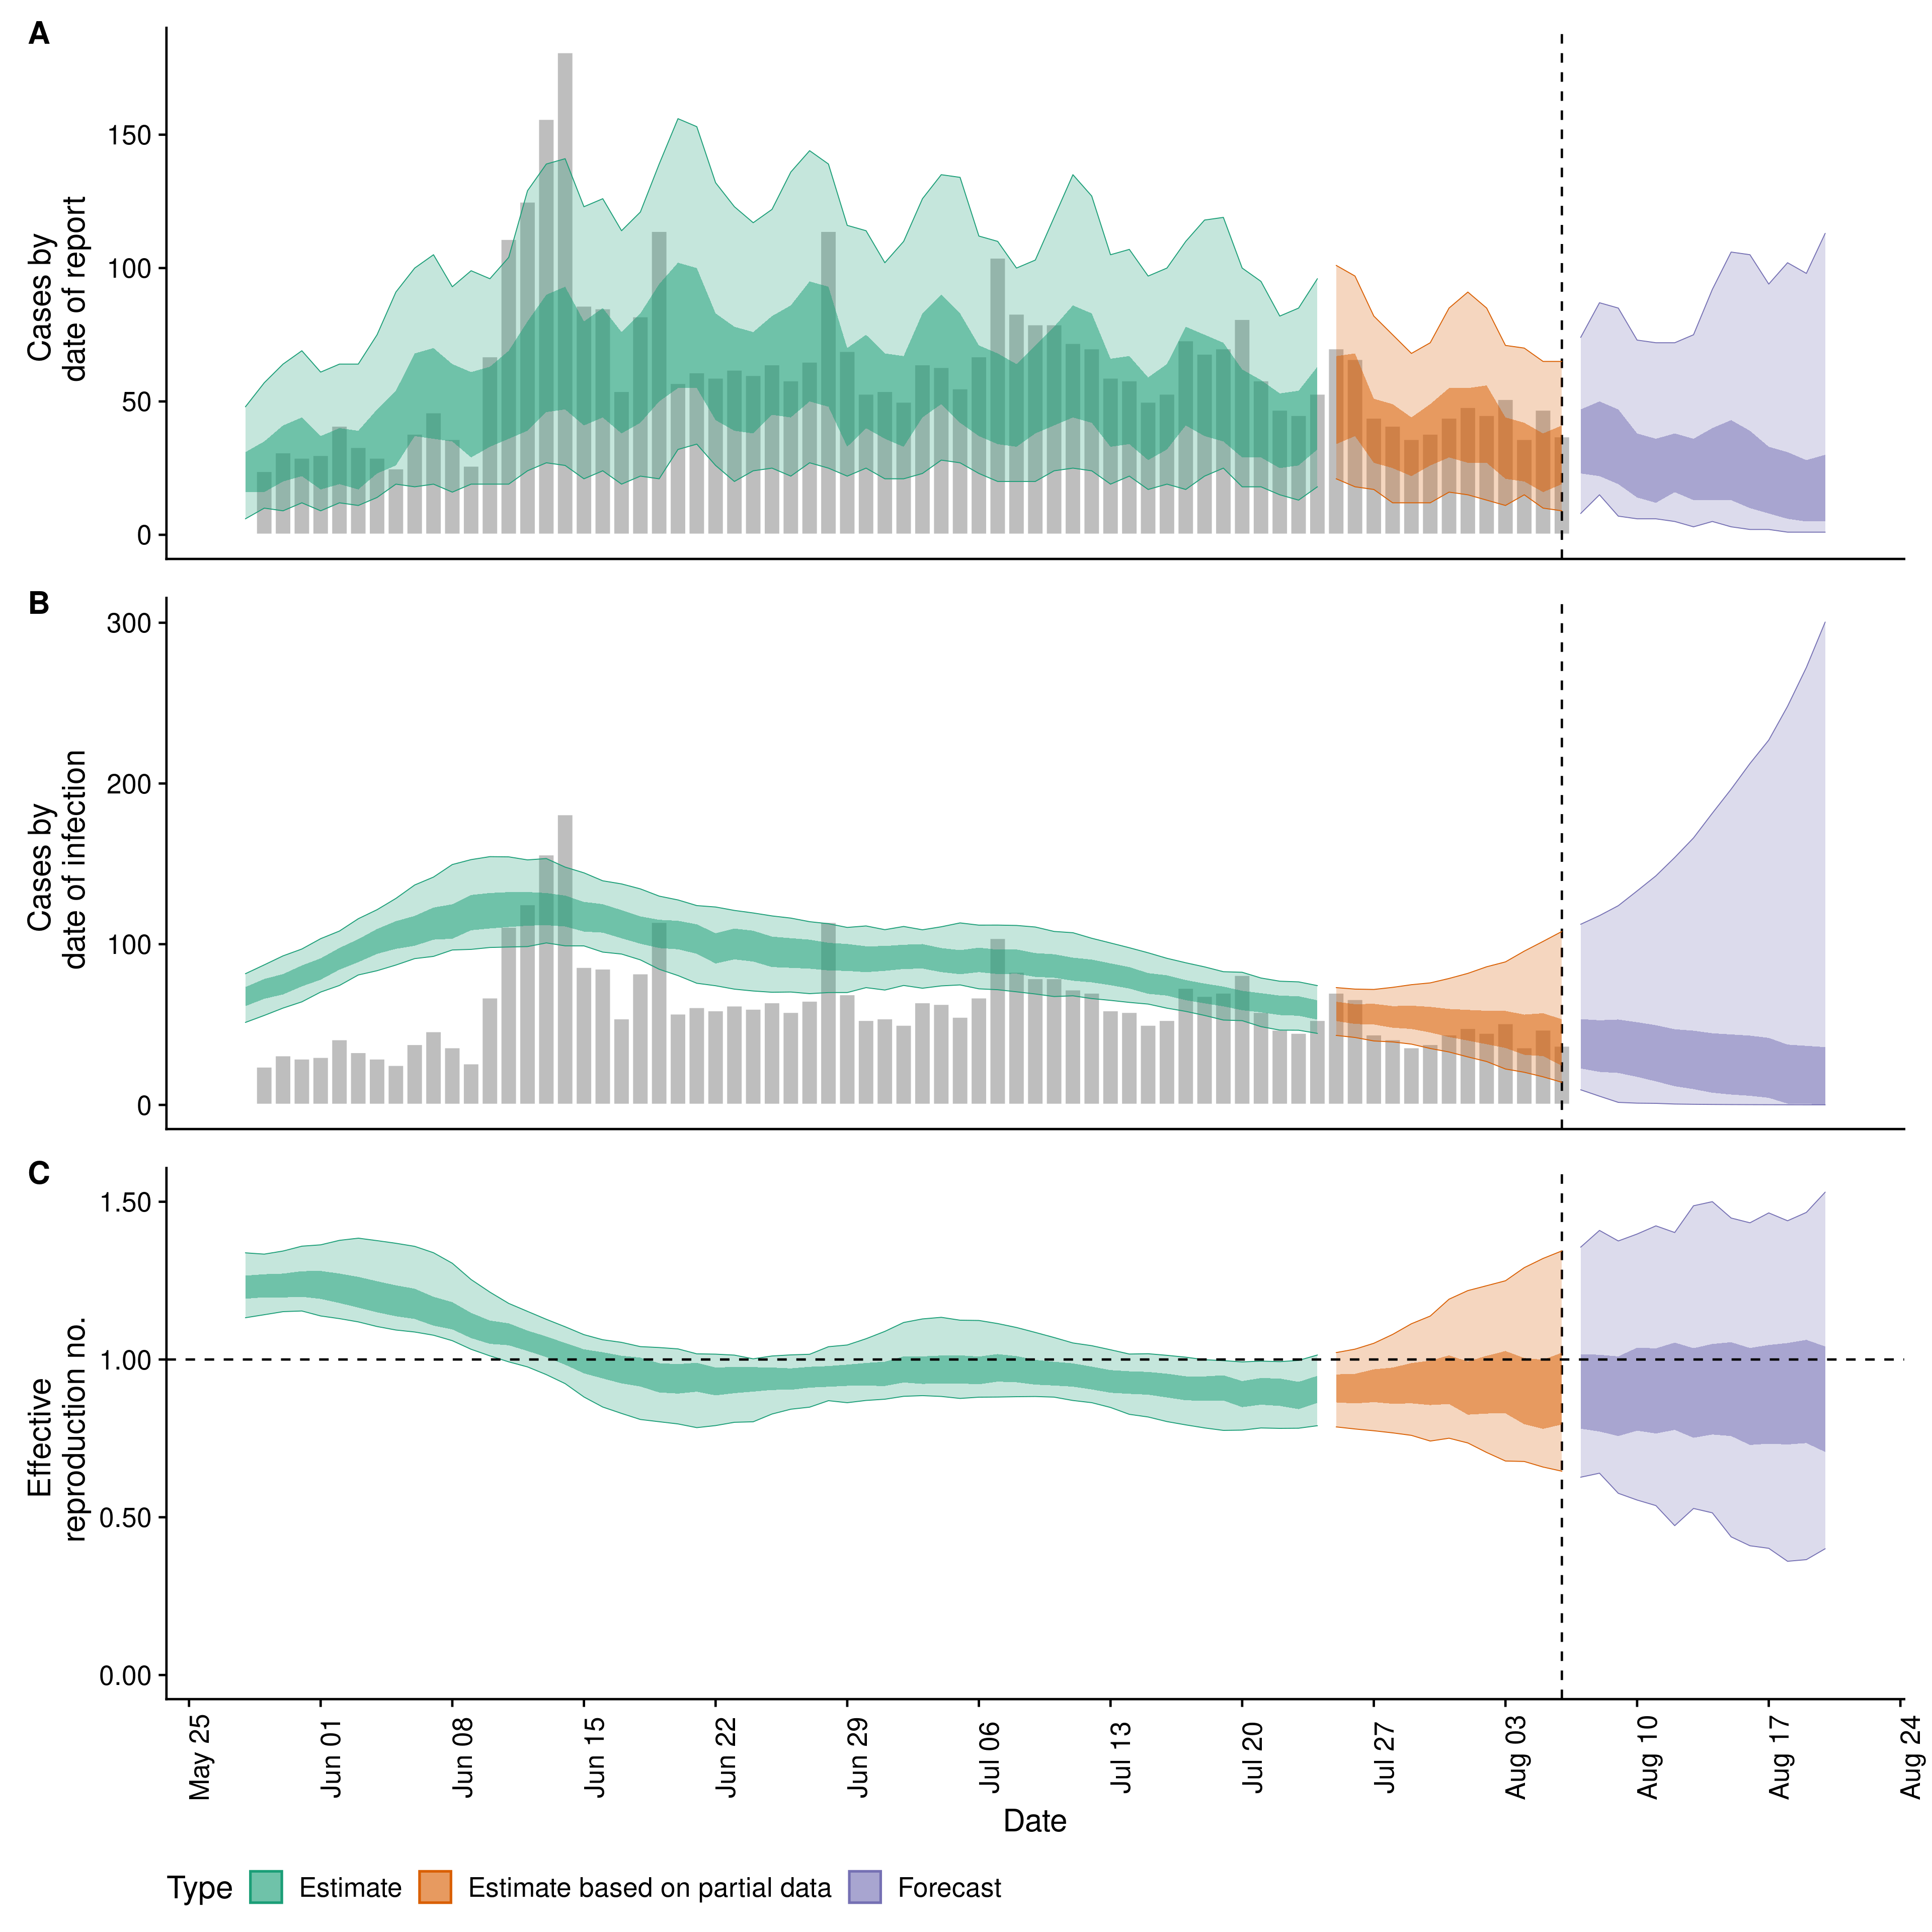 A
Cases by
date of report
150
100
50
0
B
Cases by
date of infection
300
200
100
0
C
Effective
reproduction no.
1.50
1.00
0.50
0.00
May 25
Jun 01
Jun 08
Jun 15
Jun 22
Jun 29
Jul 06
Jul 13
Jul 20
Jul 27
Aug 03
Aug 10
Aug 17
Aug 24
Date
Type Estimate Estimate based on partial data Forecast